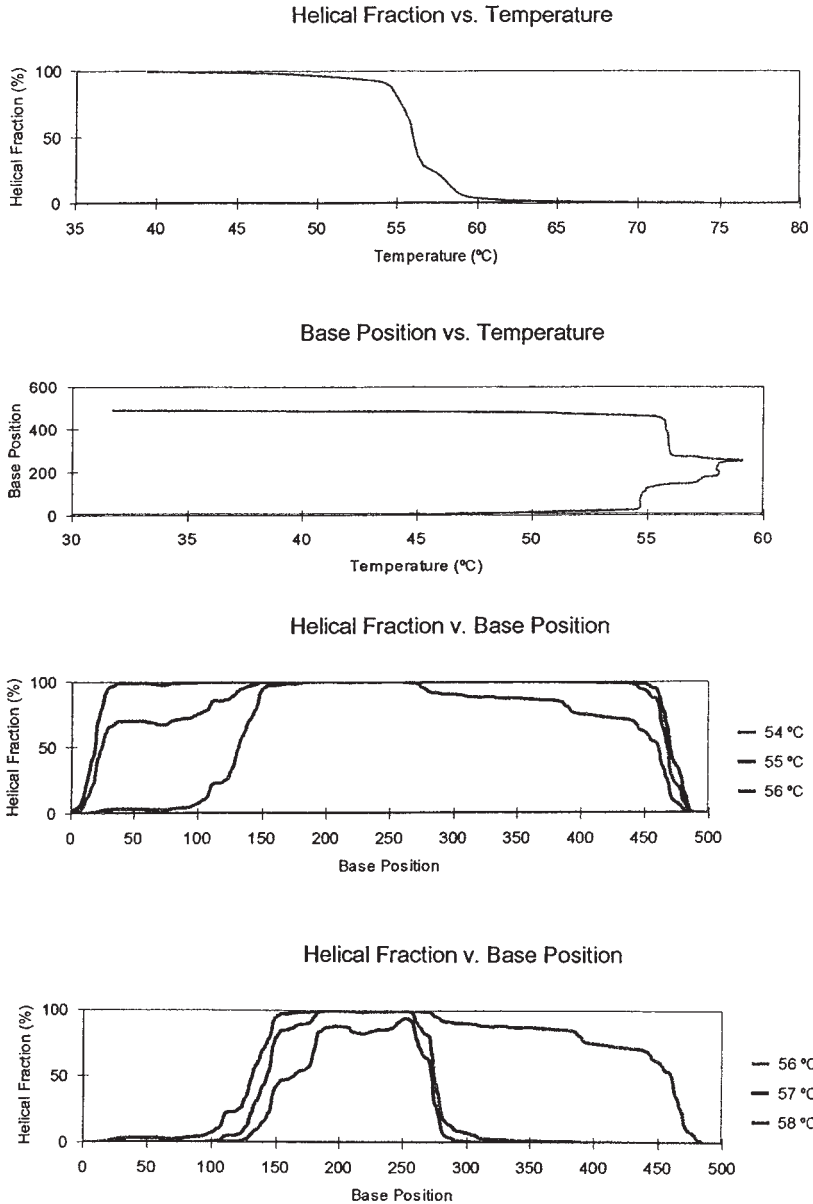 Helical Fraction vs. Temperature
Helical Fraction (%)
100
50
0
35 40 45 50 55 60 65 70 75 80
Temperature (ºC)
Base Position vs. Temperature
Base Position
600
400
200
0
30 35 40 45 50 55 60
Temperature (ºC)
Helical Fraction v. Base Position
Helical Fraction (%)
100
50
0
0 50 100 150 200 250 300 350 400 450 500
Base Position
54 ºC
55 ºC
56 ºC
Helical Fraction v. Base Position
Helical Fraction (%)
100
50
0
0 50 100 150 200 250 300 350 400 450 500
Base Position
56 ºC
57 ºC
58 ºC